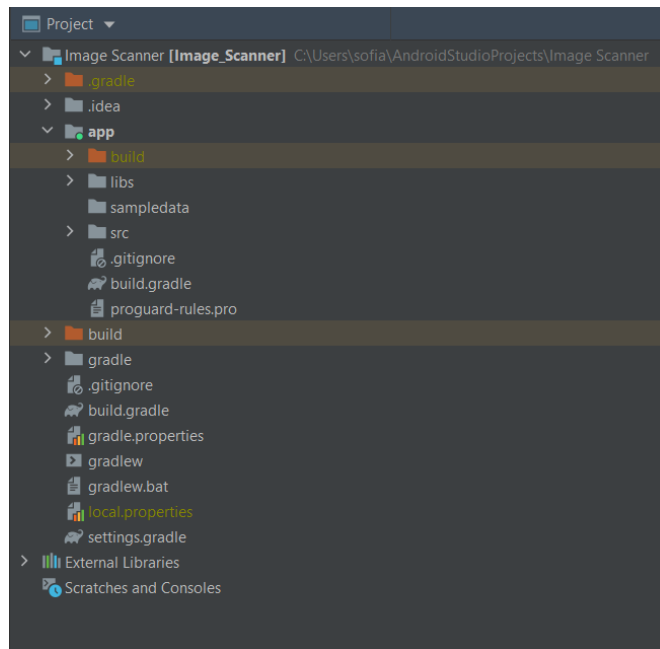 Project
Image Scanner [Image_Scanner] C:\Users\sofia\AndroidStudioProjects\Image Scanner
.gradle
.idea
app
build
libs
sampledata
src
.gitignore
build.gradle
proguard-rules.pro
build
gradle
.gitignore
build.gradle
gradle.properties
gradlew
gradlew.bat
local.properties
settings.gradle
External Libraries
Scratches and Consoles